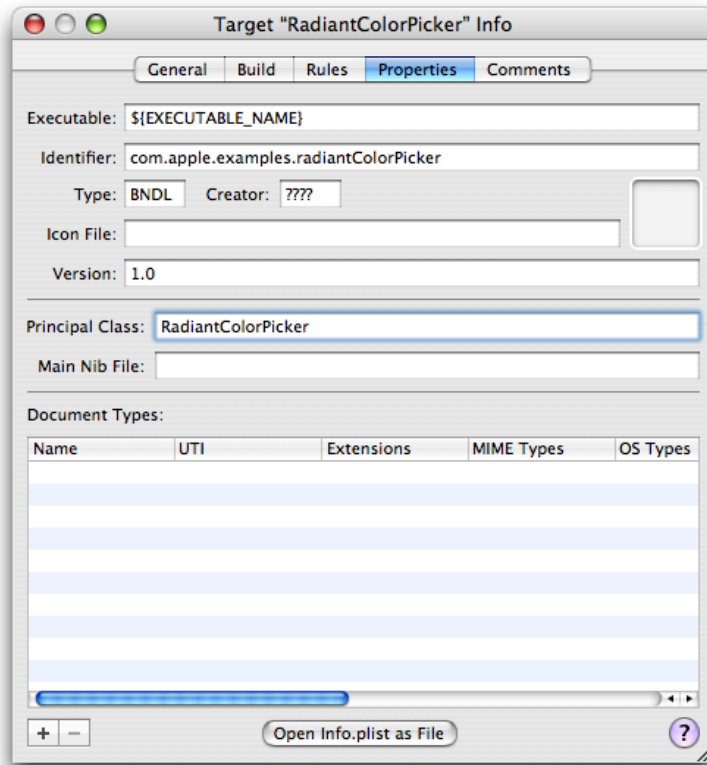 Target “RadiantColorPicker” Info
General Build Rules Properties Comments
Executable: ${EXECUTABLE_NAME}
Identifier: com.apple.examples.radiantColorPicker
Type: BNDL Creator: ????
Icon File:
Version: 1.0
Principal Class: RadiantColorPicker
Main Nib File:
Document Types:
Name UTI Extensions MIME Types OS Types
+ − Open Info.plist as File ?